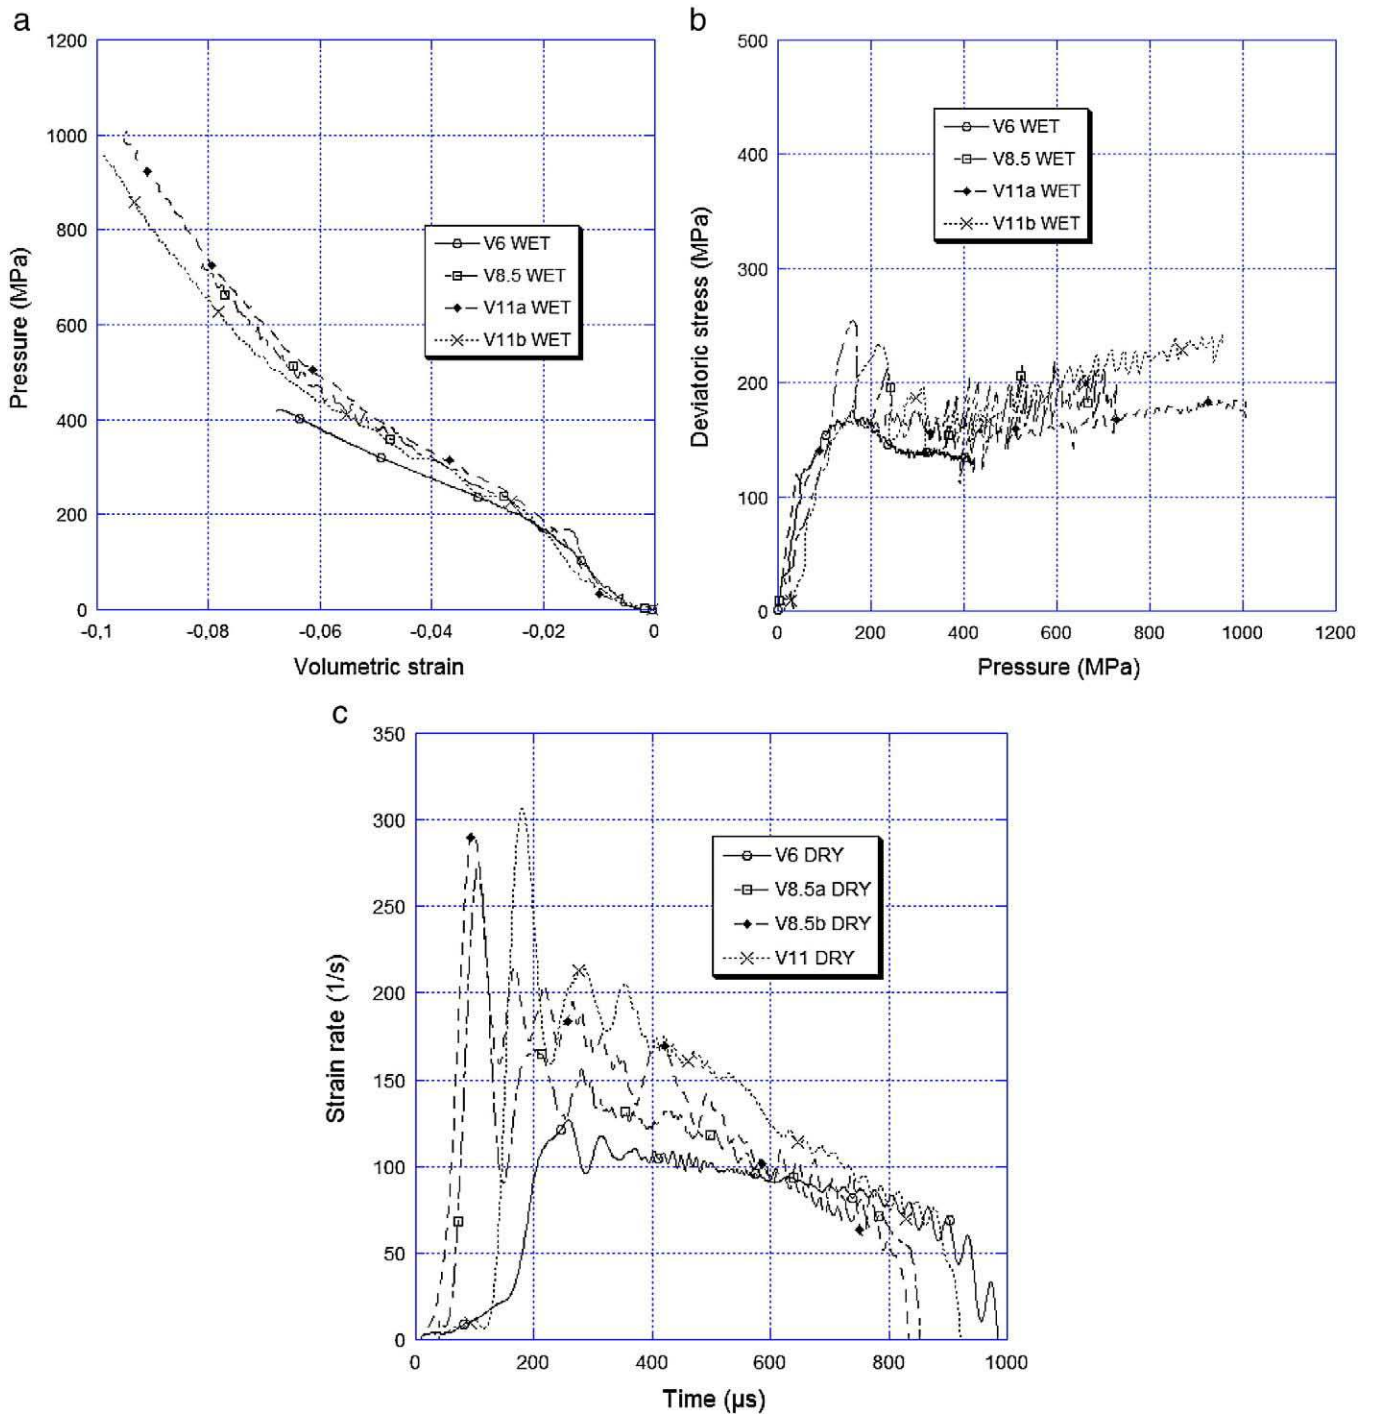 a
1200
1000
800
600
400
200
0
-0,1
-0,08
-0,06
-0,04
-0,02
0
Pressure (MPa)
Volumetric strain
V6 WET
V8.5 WET
V11a WET
V11b WET
b
500
400
300
200
100
0
0
200
400
600
800
1000
1200
Deviatoric stress (MPa)
Pressure (MPa)
V6 WET
V8.5 WET
V11a WET
V11b WET
c
350
300
250
200
150
100
50
0
0
200
400
600
800
1000
Strain rate (1/s)
Time (µs)
V6 DRY
V8.5a DRY
V8.5b DRY
V11 DRY